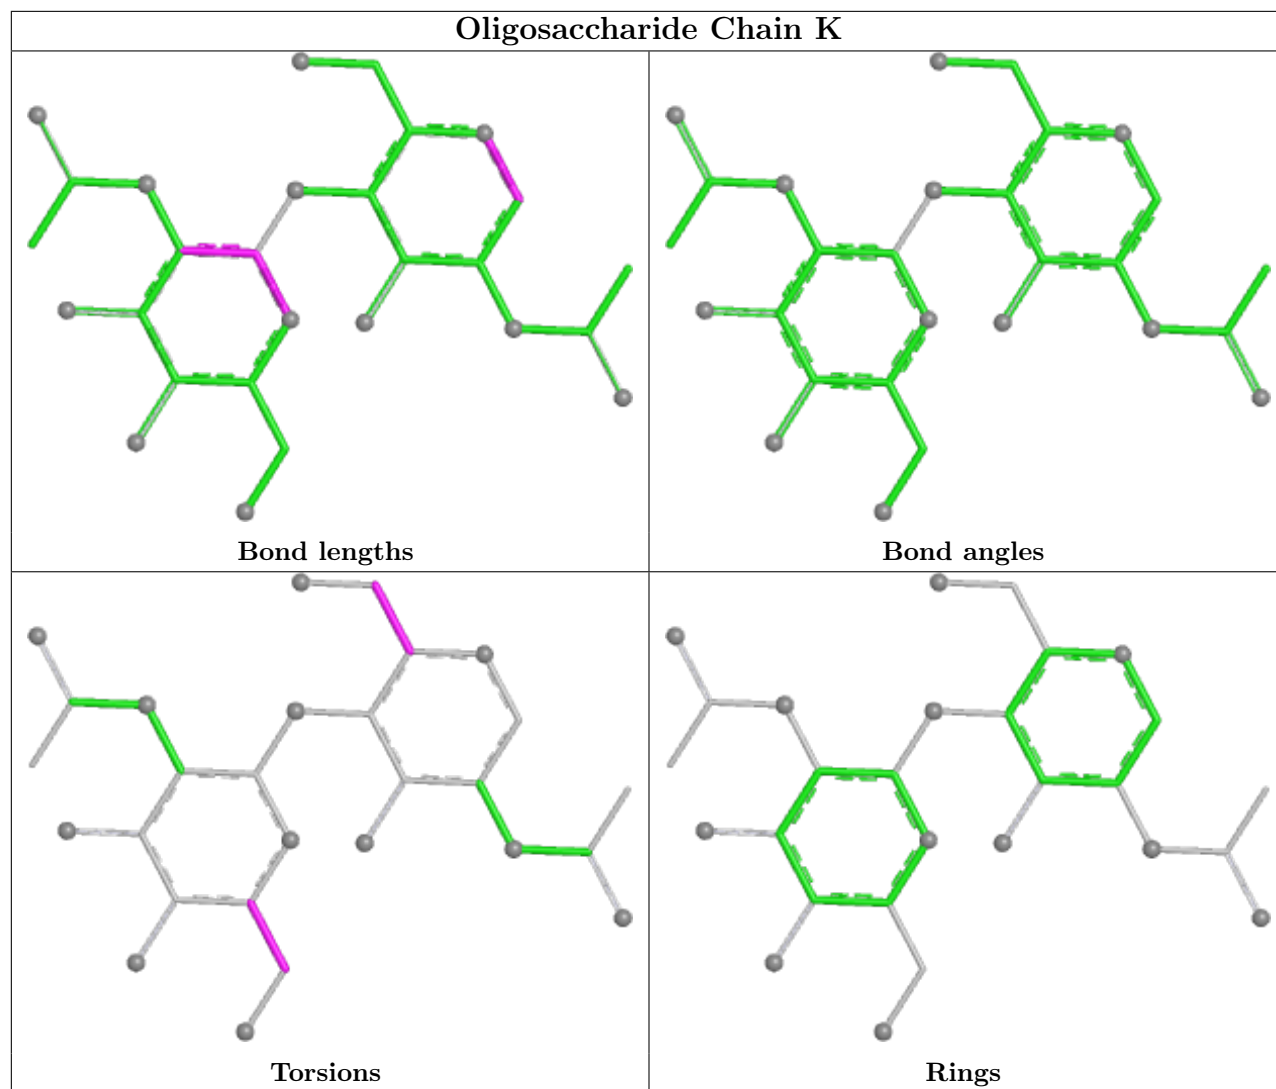 Oligosaccharide Chain K
Bond lengths
Bond angles
Torsions
Rings